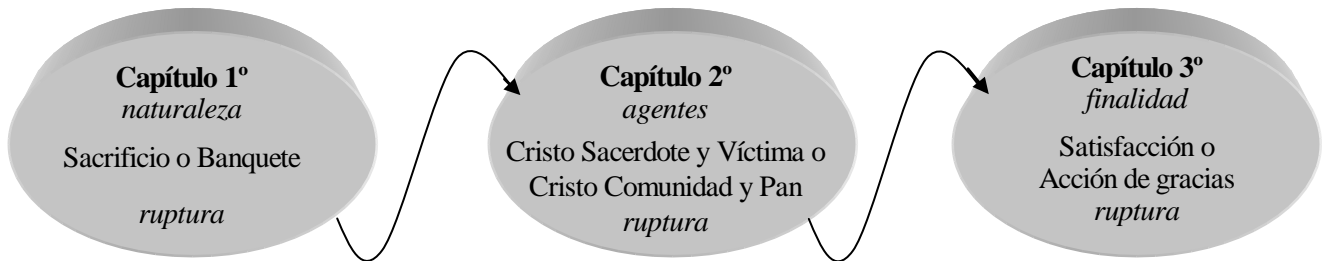 Capítulo 1º
naturaleza
Sacrificio o Banquete
ruptura
Capítulo 2º
agentes
Cristo Sacerdote y Víctima o
Cristo Comunidad y Pan
ruptura
Capítulo 3º
finalidad
Satisfacción o
Acción de gracias
ruptura